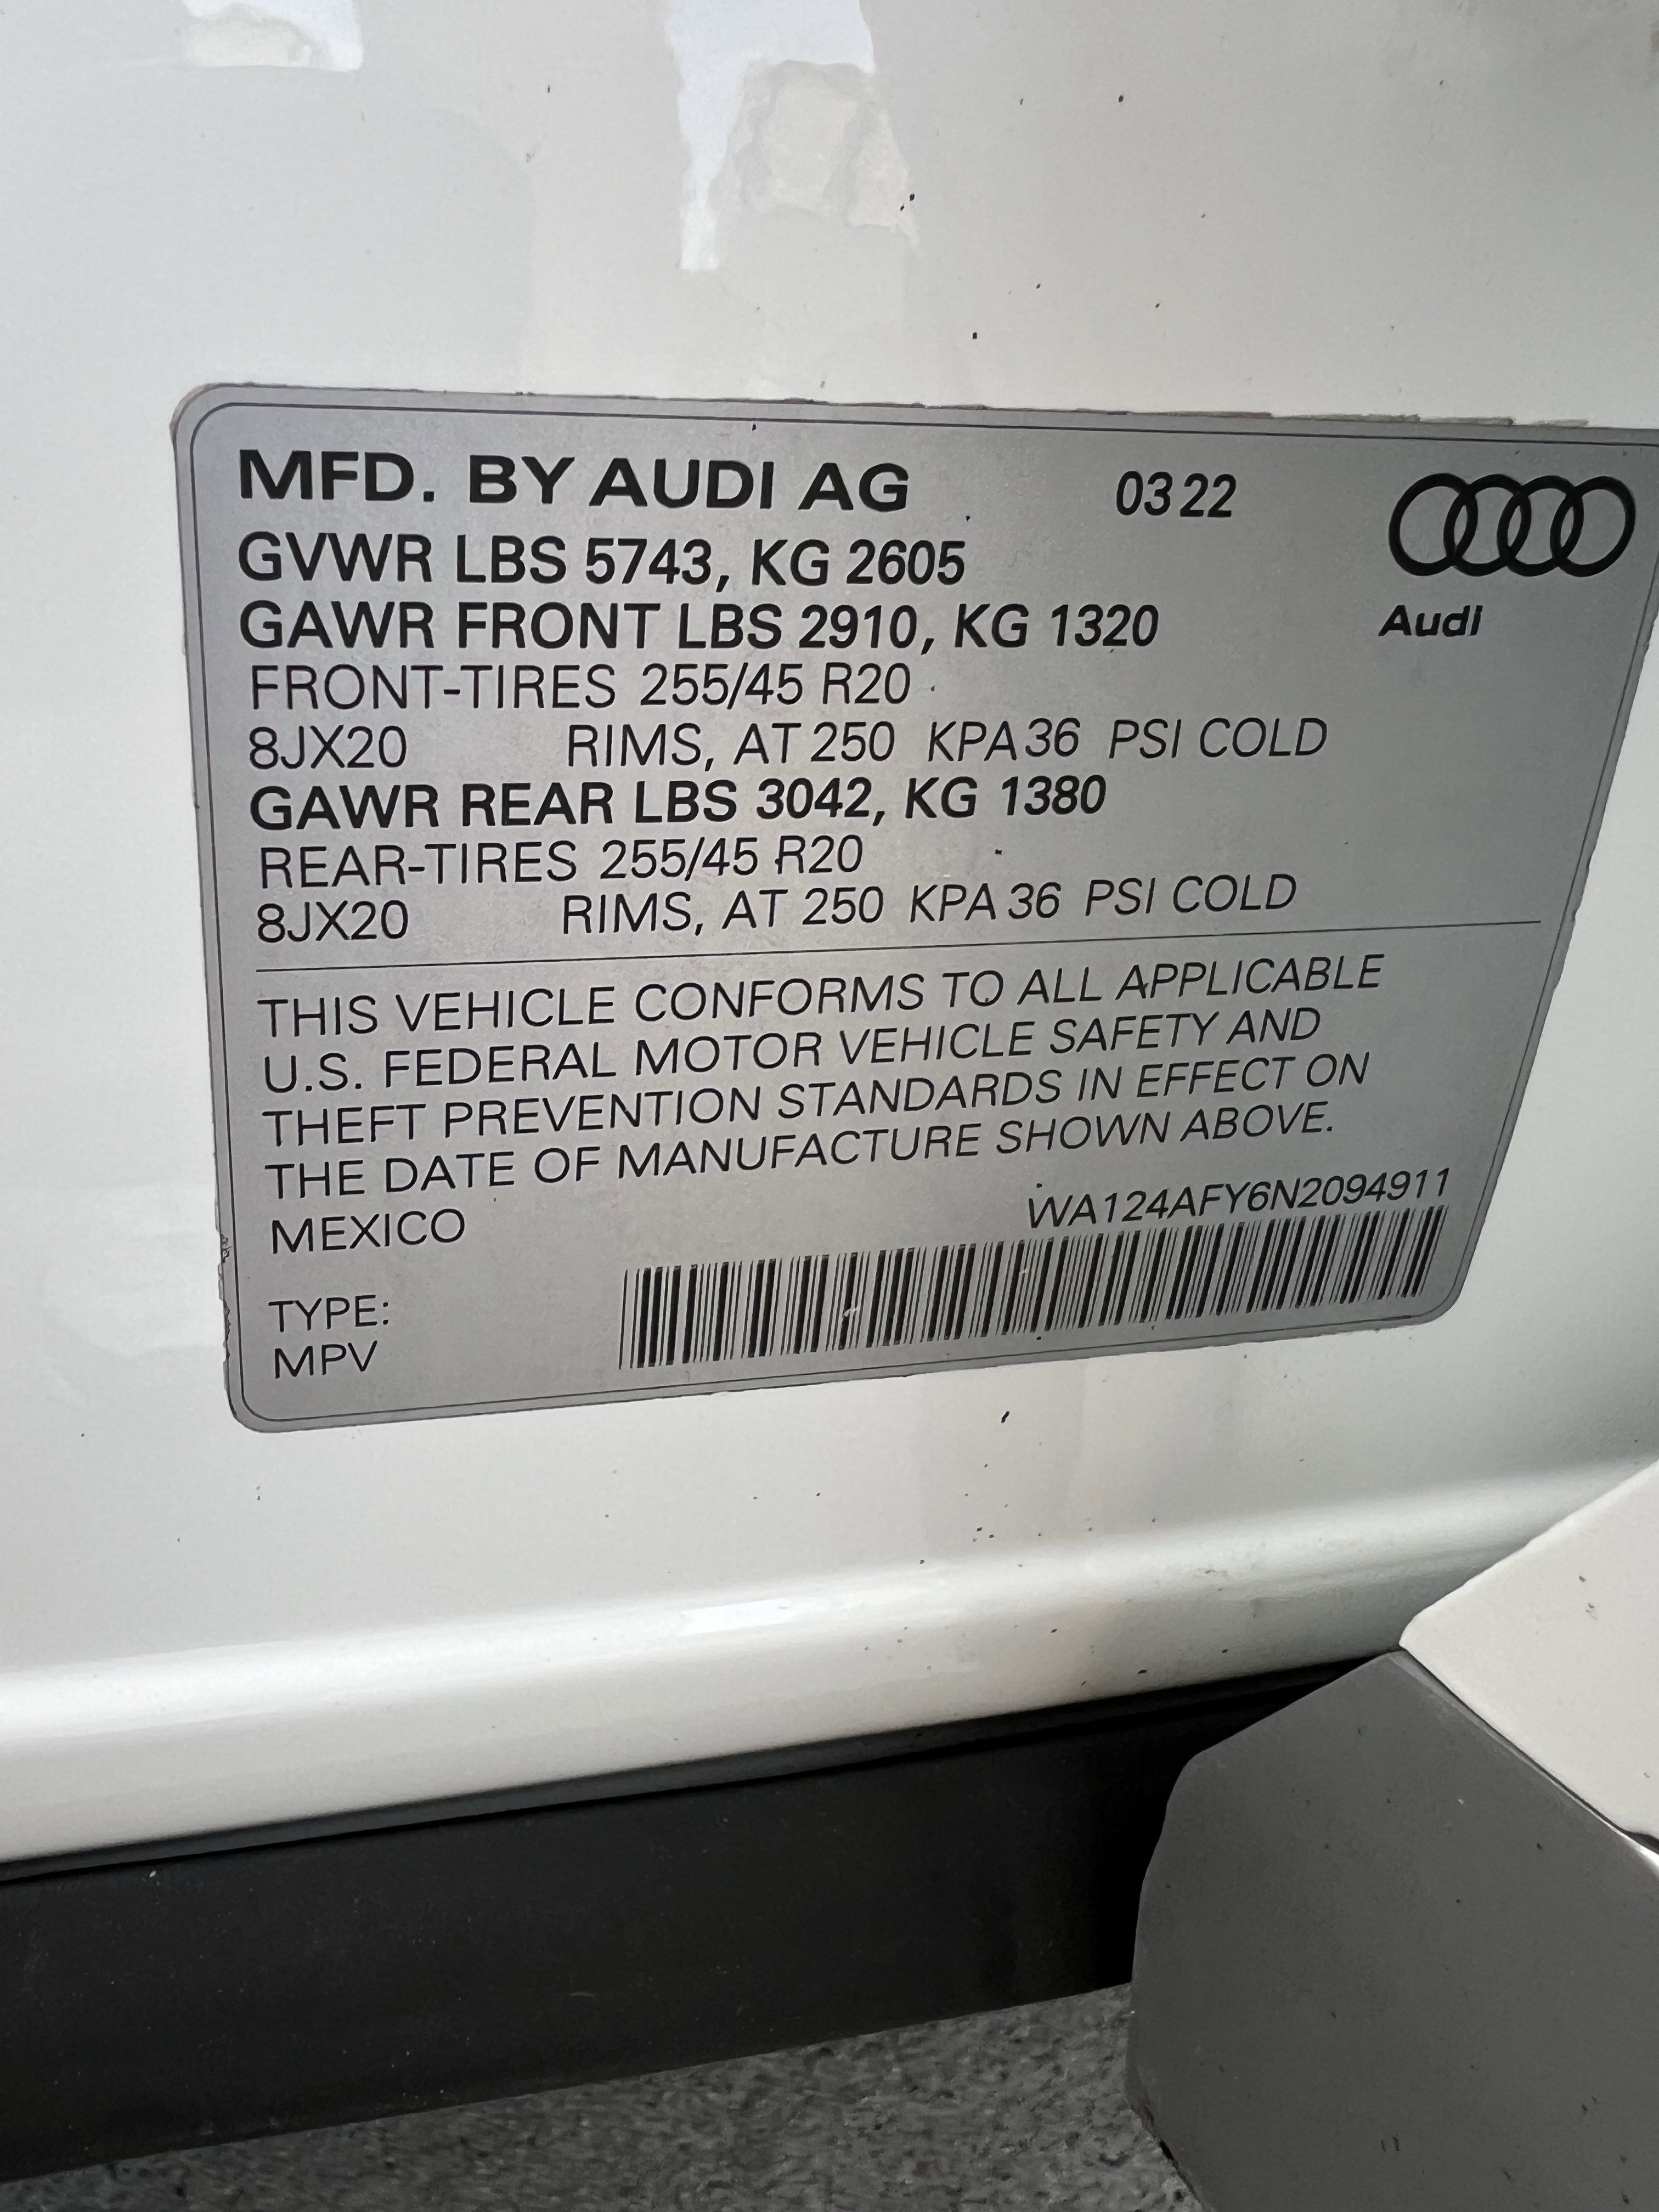 MFD. BY AUDI AG 03 22
GVWR LBS 5743, KG 2605
GAWR FRONT LBS 2910, KG 1320
Audi
FRONT-TIRES 255/45 R20
8JX20 RIMS, AT 250 KPA 36 PSI COLD
GAWR REAR LBS 3042, KG 1380
REAR-TIRES 255/45 R20
8JX20 RIMS, AT 250 KPA 36 PSI COLD
THIS VEHICLE CONFORMS TO ALL APPLICABLE
U.S. FEDERAL MOTOR VEHICLE SAFETY AND
THEFT PREVENTION STANDARDS IN EFFECT ON
THE DATE OF MANUFACTURE SHOWN ABOVE.
MEXICO WA124AFY6N2094911
TYPE:
MPV